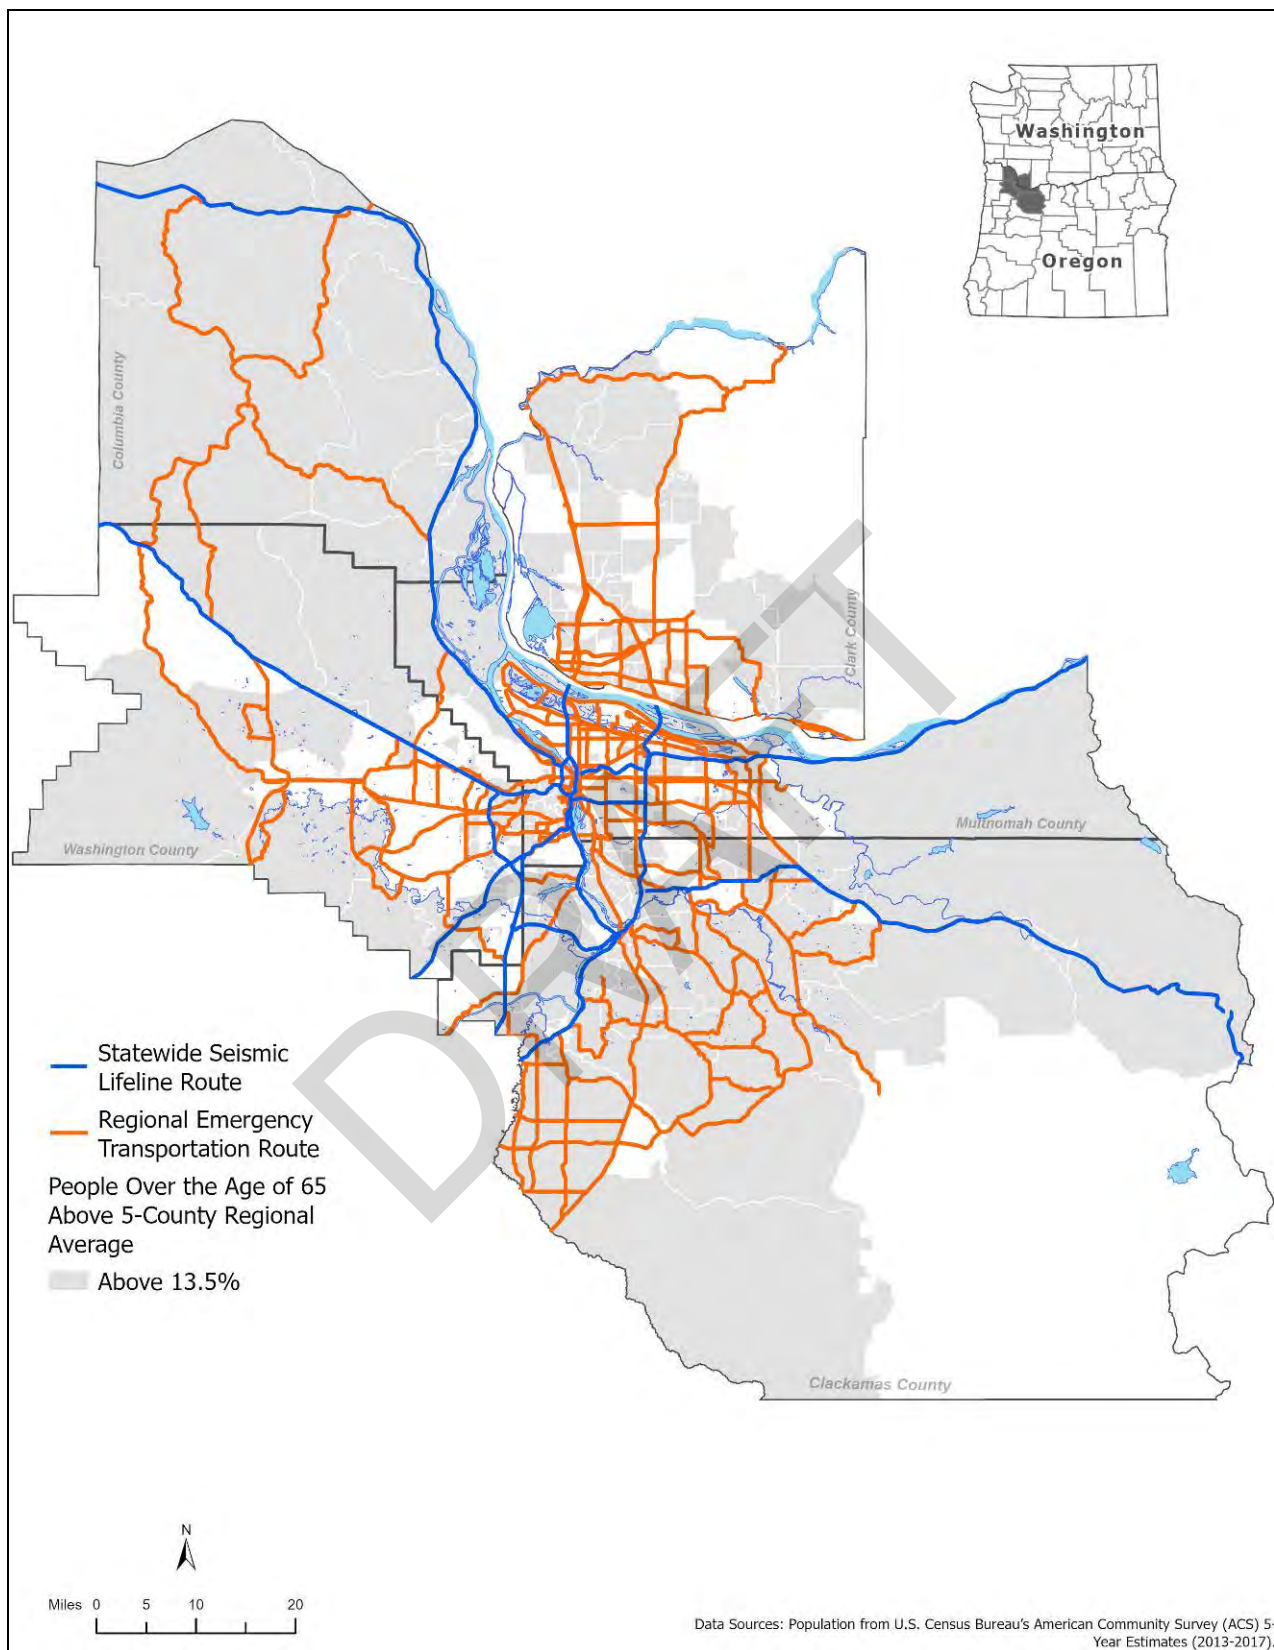 Washington
Oregon
Columbia County
Clark County
Multnomah County
Washington County
DRAFT
Statewide Seismic
Lifeline Route
Regional Emergency
Transportation Route
People Over the Age of 65
Above 5-County Regional
Average
Above 13.5%
Clackamas County
N
Miles 0 5 10 20
Data Sources: Population from U.S. Census Bureau's American Community Survey (ACS) 5-
Year Estimates (2013-2017)